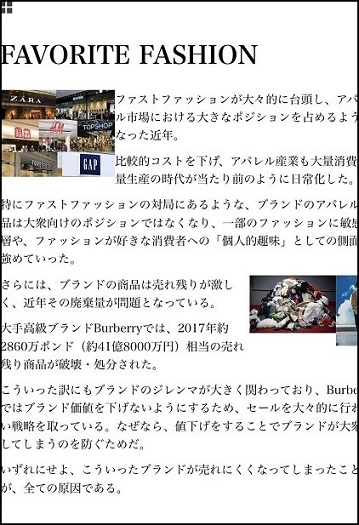 FAVORITE FASHION
ZARA
H&M
TOPSHOP
GAP
ファストファッションが大々的に台頭し、アパ
ル市場における大きなポジションを占めるよう
なった近年。
比較的コストを下げ、アパレル産業も大量消費
量生産の時代が当たり前のように日常化した。
特にファストファッションの対局にあるような、ブランドのアパレル
品は大衆向けのポジションではなくなり、一部のファッションに敏感
層や、ファッションが好きな消費者への「個人的趣味」としての側面
強めていった。
さらには、ブランドの商品は売れ残りが激し
く、近年その廃棄量が問題となっている。
大手高級ブランドBurberryでは、2017年約
2860万ポンド（約41億8000万円）相当の売れ
残り商品が破壊・処分された。
こういった訳にもブランドのジレンマが大きく関わっており、Burbe
ではブランド価値を下げないようにするため、セールを大々的に行わ
い戦略を取っている。なぜなら、値下げをすることでブランドが大衆
してしまうのを防ぐためだ。
いずれにせよ、こういったブランドが売れにくくなってしまったこと
が、全ての原因である。